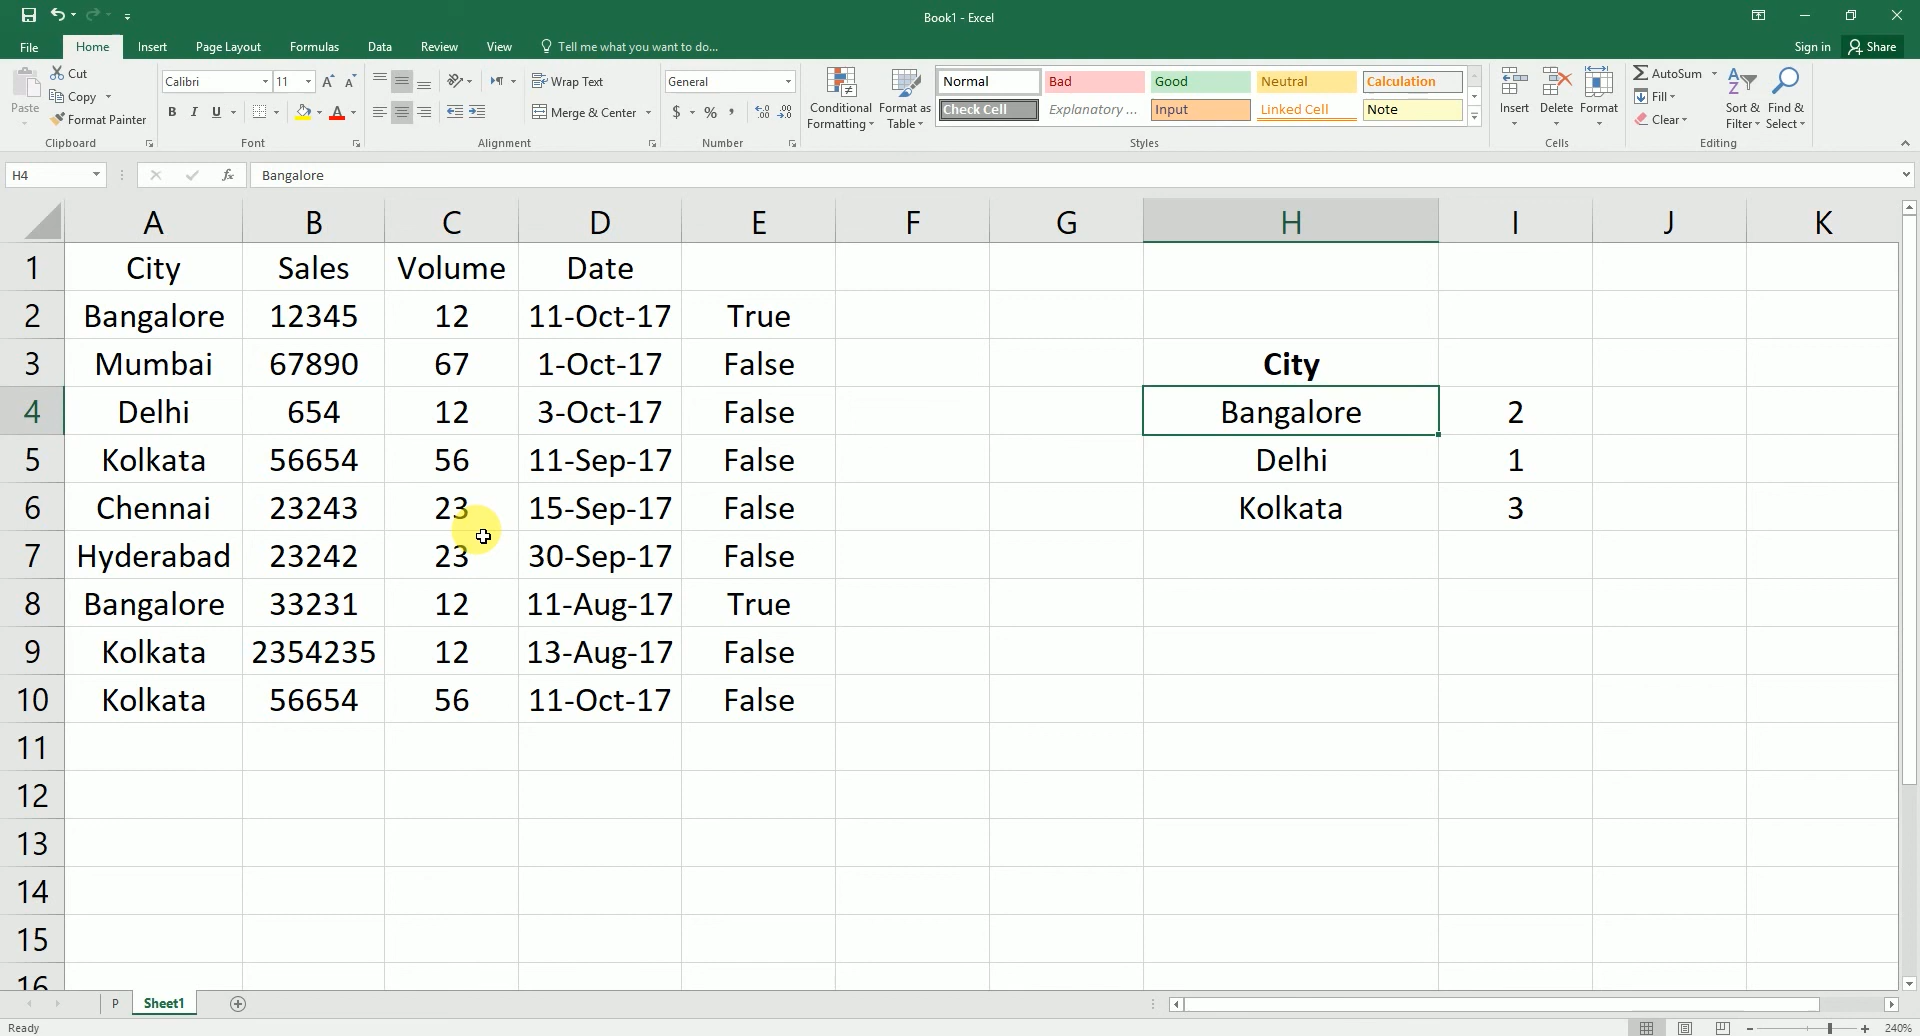 Book1 - Excel
File Home Insert Page Layout Formulas Data Review View Tell me what you want to do... Sign in Share
Paste Cut Copy Format Painter
Clipboard
Calibri 11
B I U
Font
Wrap Text
Merge & Center
Alignment
General
$ % ,
Number
Conditional Formatting
Format as Table
Normal Bad Good Neutral Calculation
Check Cell Explanatory ... Input Linked Cell Note
Styles
Insert Delete Format
Cells
AutoSum
Fill
Clear
Sort & Filter
Find & Select
Editing
H4 fx Bangalore
A B C D E F G H I J K
1 City Sales Volume Date
2 Bangalore 12345 12 11-Oct-17 True
3 Mumbai 67890 67 1-Oct-17 False City
4 Delhi 654 12 3-Oct-17 False Bangalore 2
5 Kolkata 56654 56 11-Sep-17 False Delhi 1
6 Chennai 23243 23 15-Sep-17 False Kolkata 3
7 Hyderabad 23242 23 30-Sep-17 False
8 Bangalore 33231 12 11-Aug-17 True
9 Kolkata 2354235 12 13-Aug-17 False
10 Kolkata 56654 56 11-Oct-17 False
11
12
13
14
15
16
P Sheet1
Ready 240%